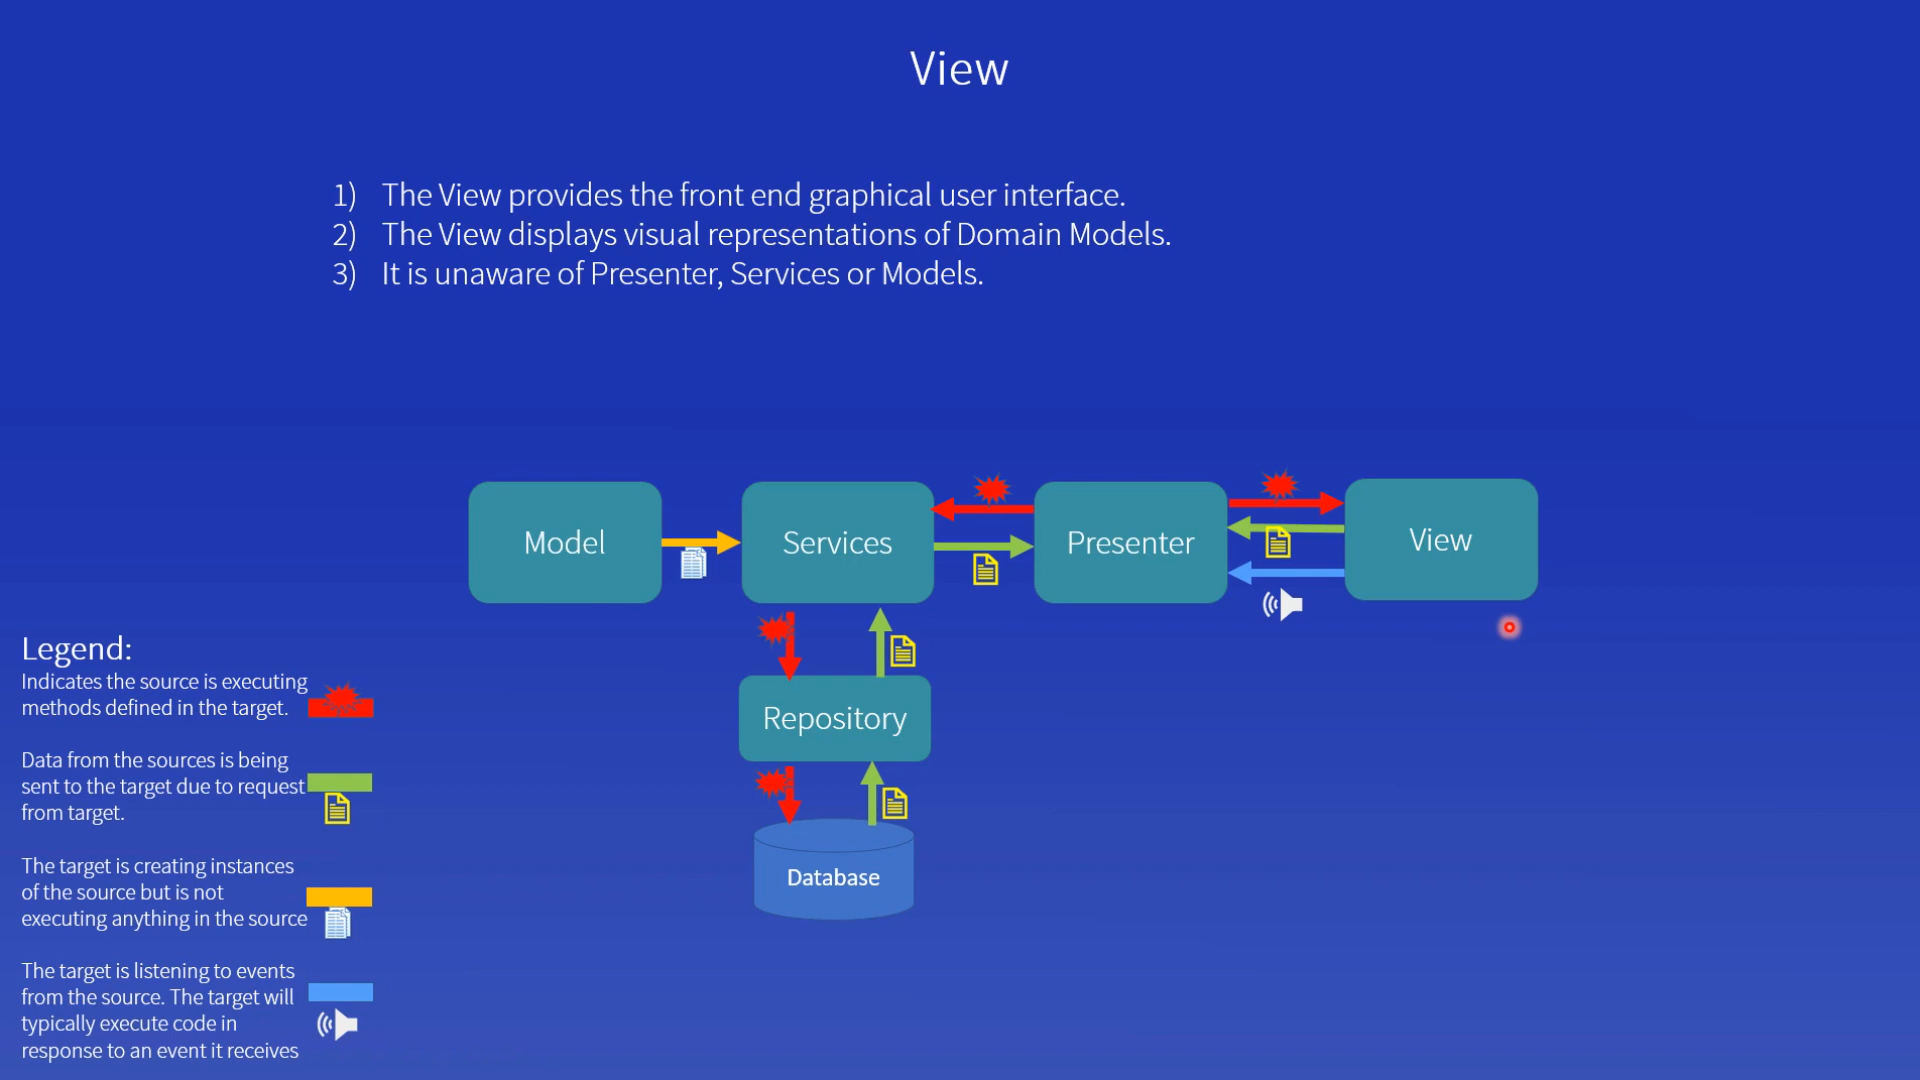 View
1) The View provides the front end graphical user interface.
2) The View displays visual representations of Domain Models.
3) It is unaware of Presenter, Services or Models.
Model
Services
Presenter
View
Repository
Database
Legend:
Indicates the source is executing
methods defined in the target.
Data from the sources is being
sent to the target due to request
from target.
The target is creating instances
of the source but is not
executing anything in the source
The target is listening to events
from the source. The target will
typically execute code in
response to an event it receives